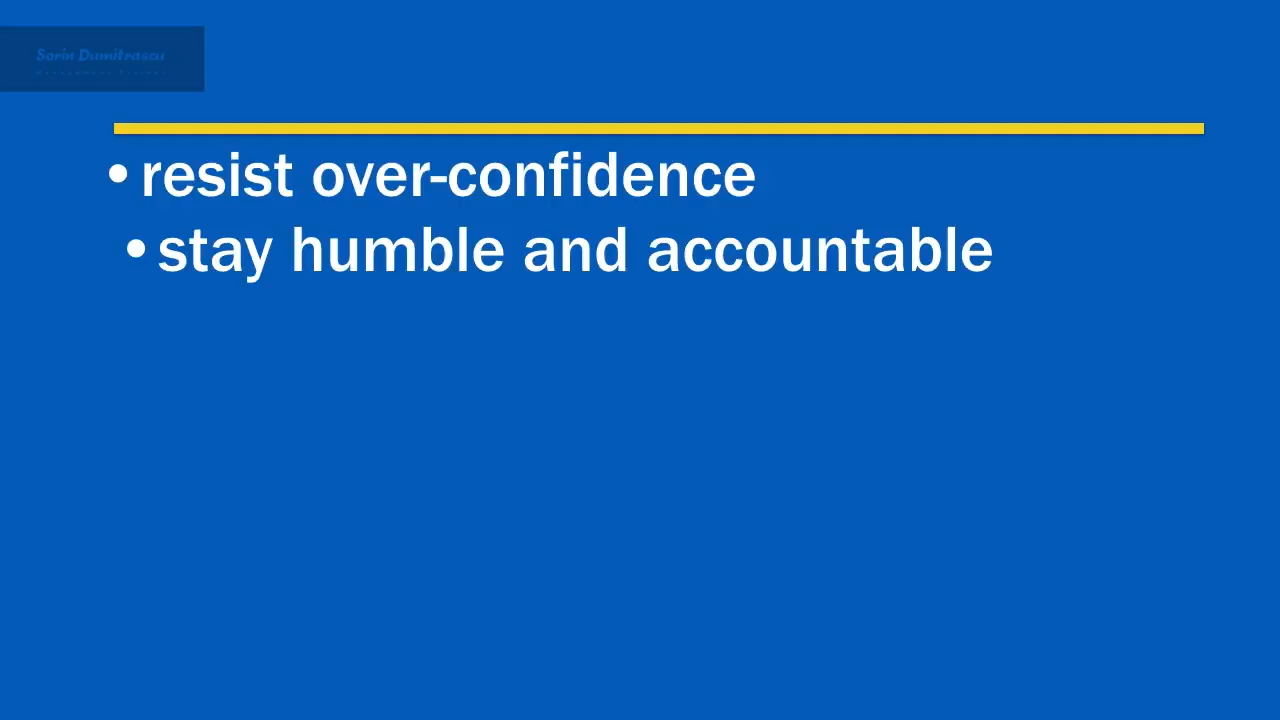 Sorin Dumitrascu
• resist over-confidence
• stay humble and accountable